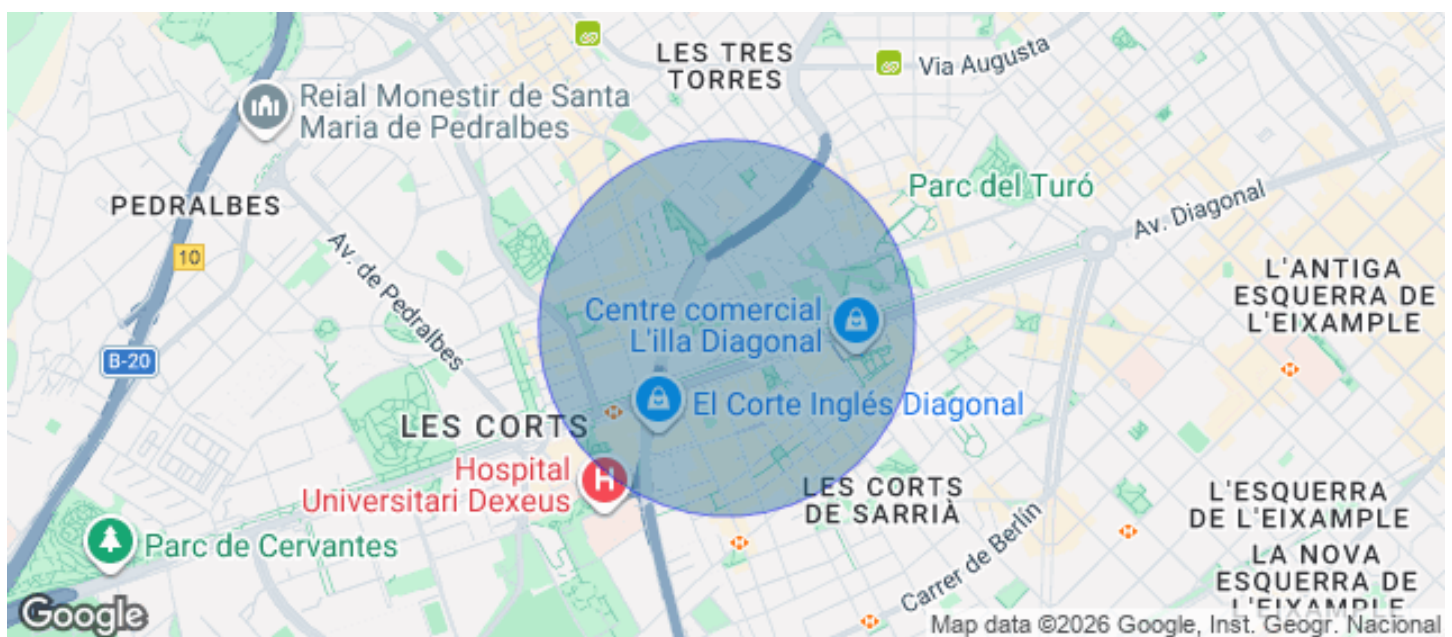 LES TRES
TORRES
Via Augusta
Reial Monestir de Santa
Maria de Pedralbes
PEDRALBES
Parc del Turó
Av. Diagonal
10
Av. de Pedralbes
L'ANTIGA
ESQUERRA DE
L'EIXAMPLE
Centre comercial
L'illa Diagonal
B-20
El Corte Inglés Diagonal
LES CORTS
Hospital
Universitari Dexeus
H
LES CORTS
DE SARRIÀ
L'ESQUERRA
DE L'EIXAMPLE
Parc de Cervantes
Carrer de Berlín
LA NOVA
ESQUERRA DE
L'EIXAMPLE
Google
Map data ©2026 Google, Inst. Geogr. Nacional